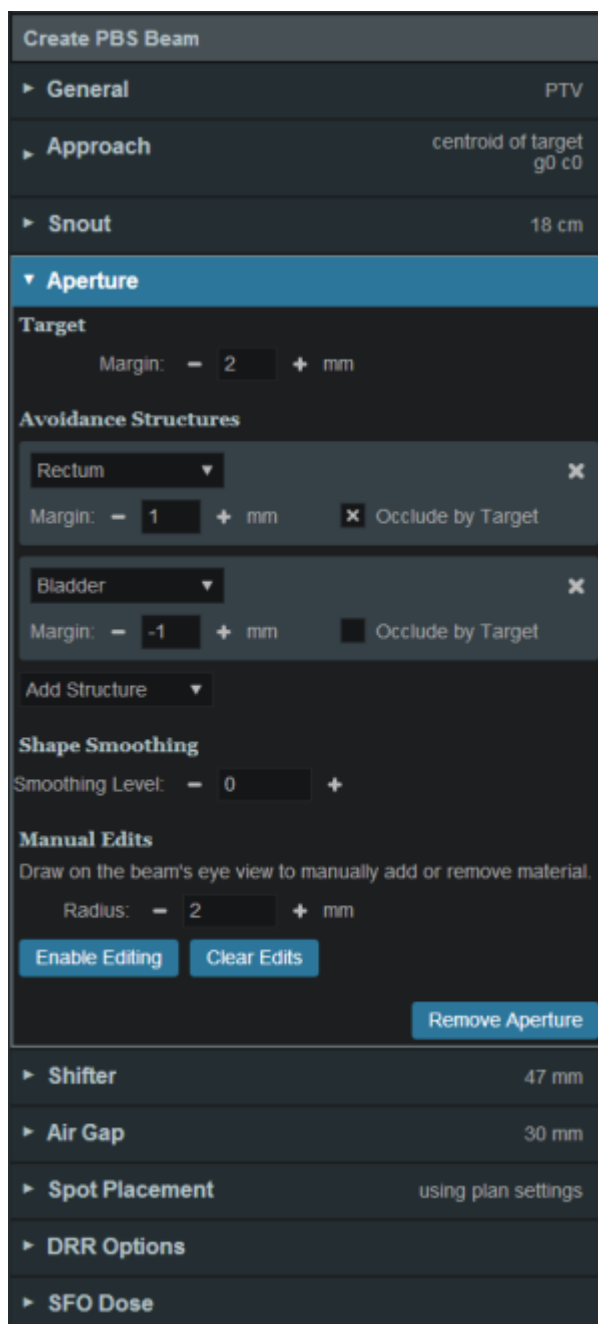 Create PBS Beam
General PTV
Approach centroid of target
g0 c0
Snout 18 cm
Aperture
Target
Margin: − 2 + mm
Avoidance Structures
Rectum
Margin: − 1 + mm Occlude by Target
Bladder
Margin: − -1 + mm Occlude by Target
Add Structure
Shape Smoothing
Smoothing Level: − 0 +
Manual Edits
Draw on the beam's eye view to manually add or remove material.
Radius: − 2 + mm
Enable Editing Clear Edits
Remove Aperture
Shifter 47 mm
Air Gap 30 mm
Spot Placement using plan settings
DRR Options
SFO Dose